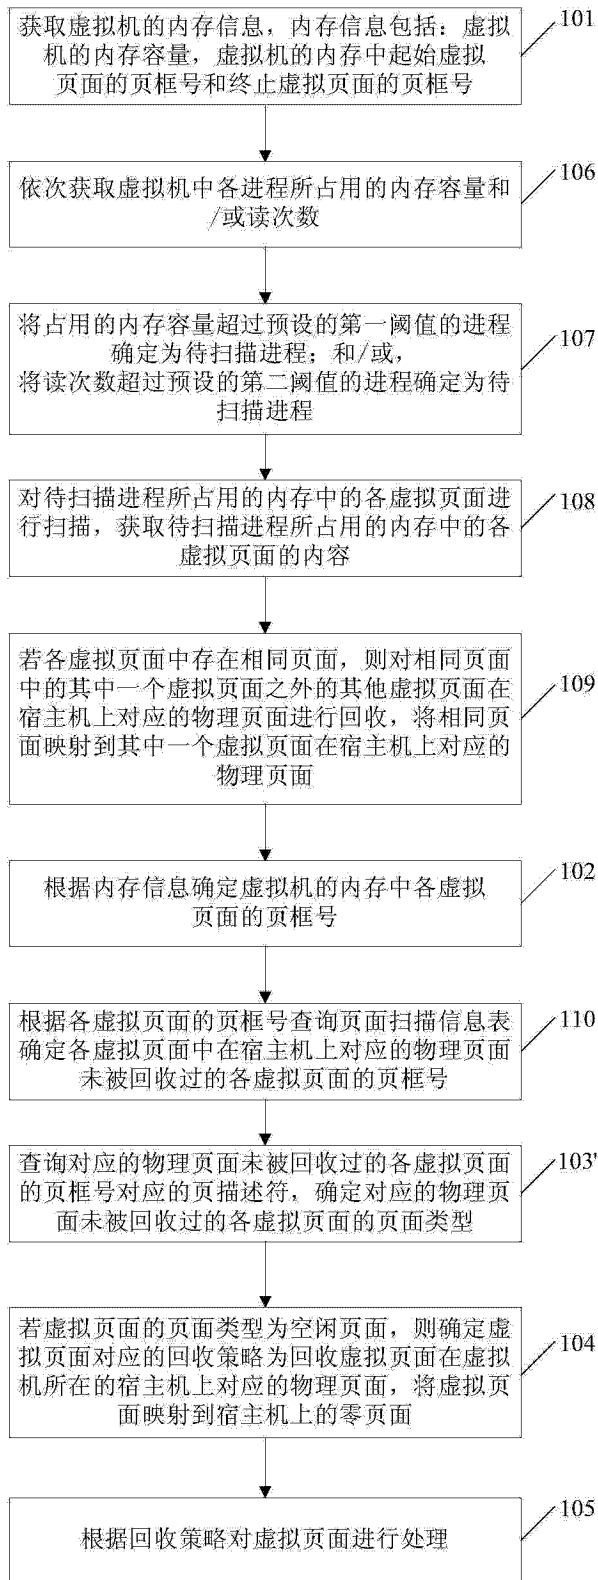 获取虚拟机的内存信息，内存信息包括：虚拟
机的内存容量，虚拟机的内存中起始虚拟
页面的页框号和终止虚拟页面的页框号
101
依次获取虚拟机中各进程所占用的内存容量和
/或读次数
106
将占用的内存容量超过预设的第一阈值的进程
确定为待扫描进程；和/或，
将读次数超过预设的第二阈值的进程确定为待
扫描进程
107
对待扫描进程所占用的内存中的各虚拟页面进
行扫描，获取待扫描进程所占用的内存中的各
虚拟页面的内容
108
若各虚拟页面中存在相同页面，则对相同页面
中的其中一个虚拟页面之外的其他虚拟页面在
宿主机上对应的物理页面进行回收，将相同页
面映射到其中一个虚拟页面在宿主机上对应的
物理页面
109
根据内存信息确定虚拟机的内存中各虚拟
页面的页框号
102
根据各虚拟页面的页框号查询页面扫描信息表
确定各虚拟页面中在宿主机上对应的物理页面
未被回收过的各虚拟页面的页框号
110
查询对应的物理页面未被回收过的各虚拟页面
的页框号对应的页描述符，确定对应的物理页
面未被回收过的各虚拟页面的页面类型
103'
若虚拟页面的页面类型为空闲页面，则确定虚
拟页面对应的回收策略为回收虚拟页面在虚拟
机所在的宿主机上对应的物理页面，将虚拟页
面映射到宿主机上的零页面
104
根据回收策略对虚拟页面进行处理
105